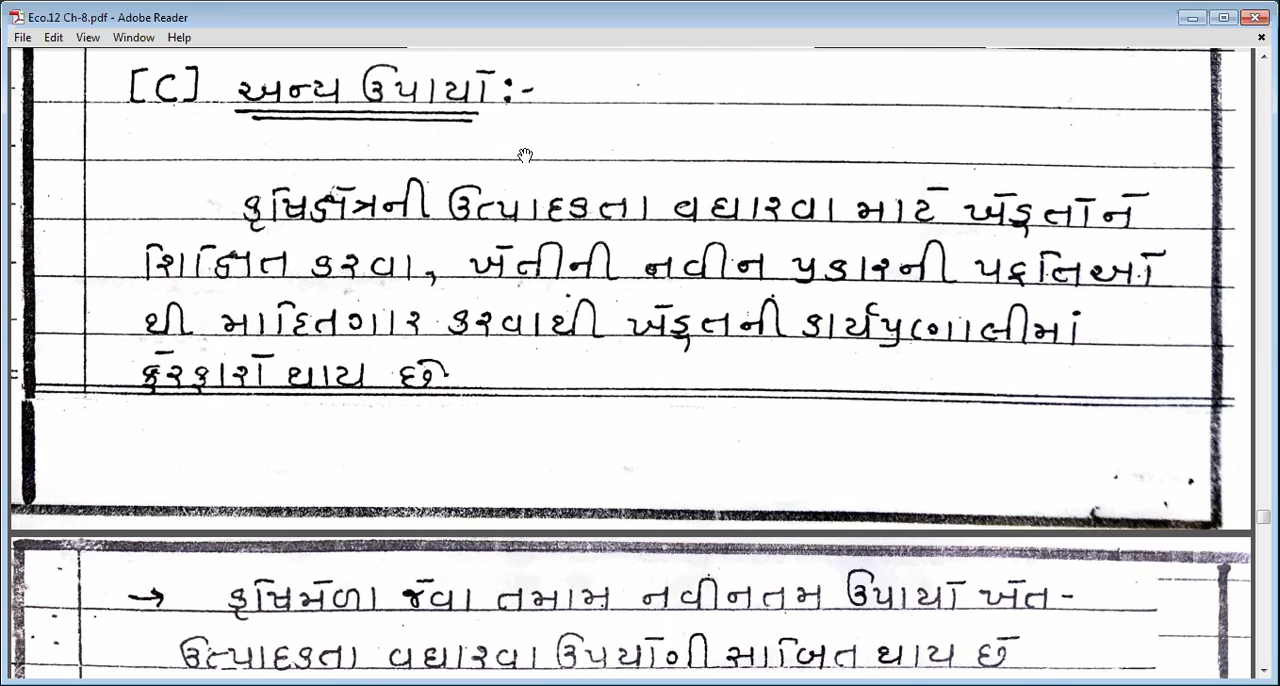 Eco.12 Ch-8.pdf - Adobe Reader
File Edit View Window Help
[C] અન્ય ઉપાયો:-
કૃષિક્ષેત્રની ઉત્પાદકતા વધારવા માટે ખેડૂતોને
શિક્ષિત કરવા, ખેતીની નવીન પ્રકારની પદ્ધતિઓ
થી માહિતગાર કરવાથી ખેડૂતની કાર્યપ્રણાલીમાં
ફેરફારો થાય છે.
→ કૃષિમેળા જેવા તમામ નવીનતમ ઉપાયો ખેત-
ઉત્પાદકતા વધારવા ઉપયોગી સાબિત થાય છે